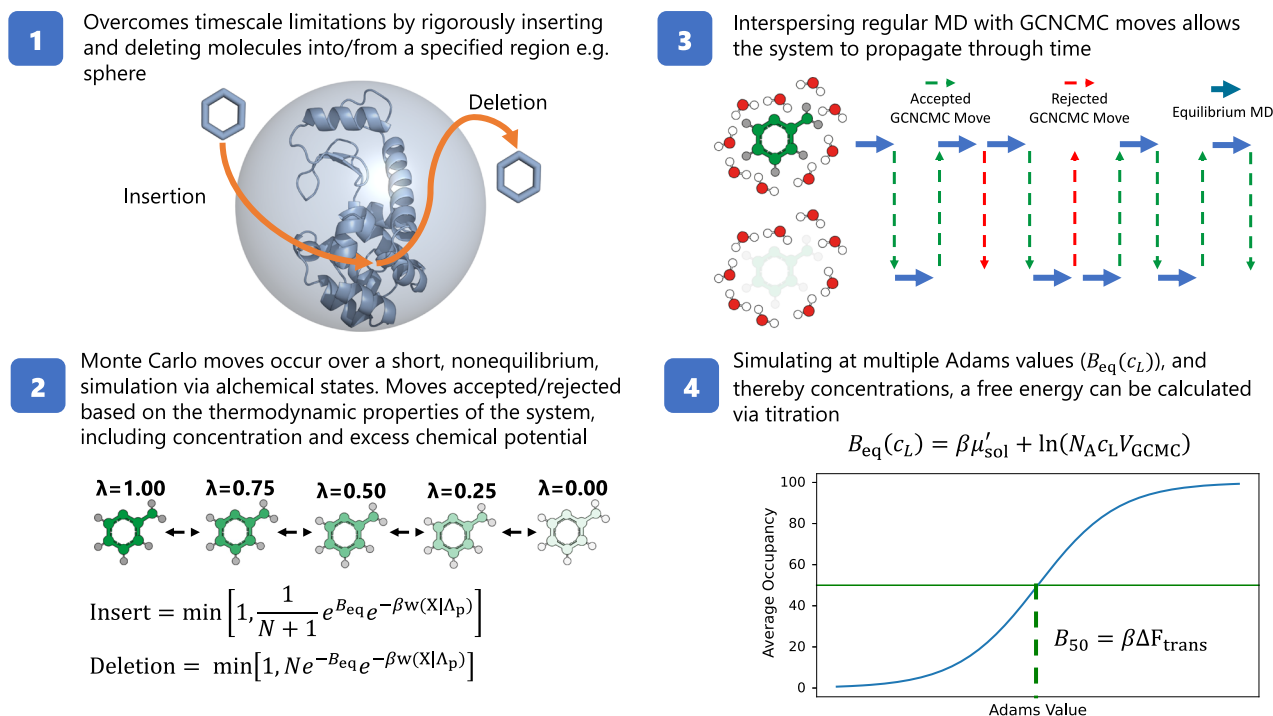 1
Overcomes timescale limitations by rigorously inserting
and deleting molecules into/from a specified region e.g.
sphere
Deletion
Insertion
2
Monte Carlo moves occur over a short, nonequilibrium,
simulation via alchemical states. Moves accepted/rejected
based on the thermodynamic properties of the system,
including concentration and excess chemical potential
λ=1.00 λ=0.75 λ=0.50 λ=0.25 λ=0.00
Insert = min[1, 1/(N + 1) e^{B_eq} e^{−βw(X|Λ_p)}]
Deletion = min[1, Ne^{−B_eq} e^{−βw(X|Λ_p)}]
3
Interspersing regular MD with GCNCMC moves allows
the system to propagate through time
Accepted
GCNCMC Move
Rejected
GCNCMC Move
Equilibrium MD
4
Simulating at multiple Adams values (B_eq(c_L)), and
thereby concentrations, a free energy can be calculated
via titration
B_eq(c_L) = βμ′_sol + ln(N_A c_L V_GCMC)
Average Occupancy
100
80
60
40
20
0
B_50 = βΔF_trans
Adams Value